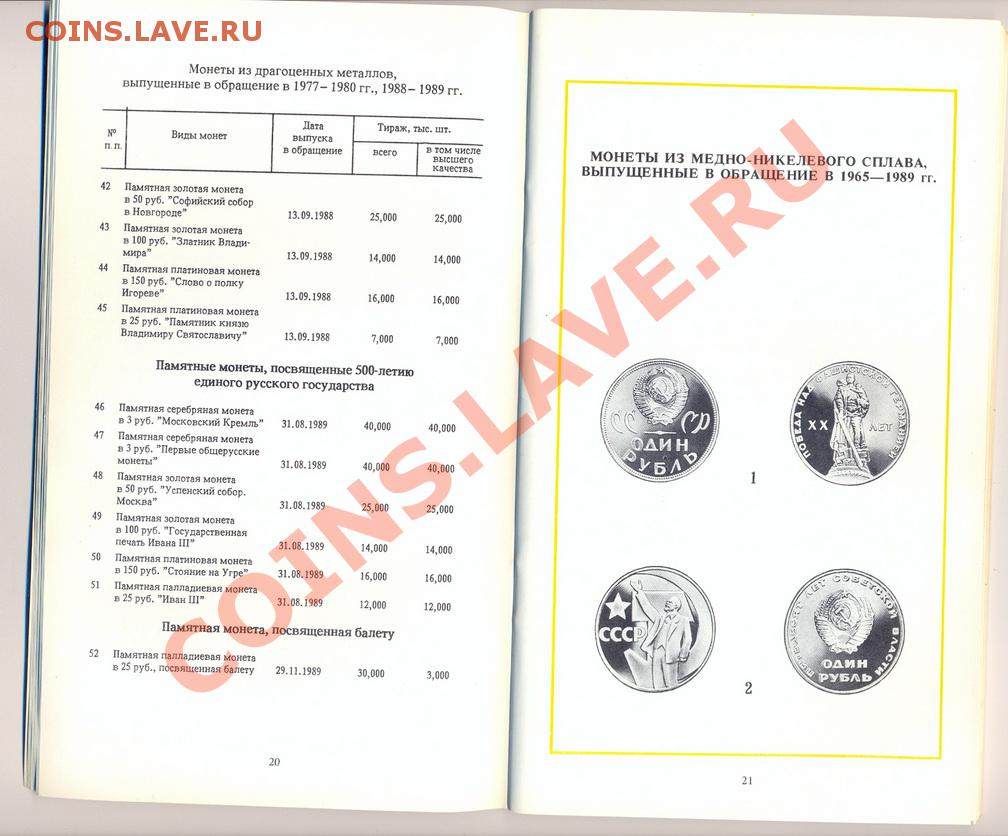 COINS.LAVE.RU
Монеты из драгоценных металлов,
выпущенные в обращение в 1977– 1980 гг., 1988– 1989 гг.
№ п.п.
Виды монет
Дата выпуска в обращение
Тираж, тыс. шт.
всего
в том числе высшего качества
42 Памятная золотая монета
в 50 руб. ”Софийский собор
в Новгороде” 13.09.1988 25,000 25,000
43 Памятная золотая монета
в 100 руб. ”Златник Влади-
мира” 13.09.1988 14,000 14,000
44 Памятная платиновая монета
в 150 руб. ”Слово о полку
Игореве” 13.09.1988 16,000 16,000
45 Памятная платиновая монета
в 25 руб. ”Памятник князю
Владимиру Святославичу” 13.09.1988 7,000 7,000
Памятные монеты, посвященные 500-летию
единого русского государства
46 Памятная серебряная монета
в 3 руб. ”Московский Кремль” 31.08.1989 40,000 40,000
47 Памятная серебряная монета
в 3 руб. ”Первые общерусские
монеты” 31.08.1989 40,000 40,000
48 Памятная золотая монета
в 50 руб. ”Успенский собор.
Москва” 31.08.1989 25,000 25,000
49 Памятная золотая монета
в 100 руб. ”Государственная
печать Ивана III” 31.08.1989 14,000 14,000
50 Памятная платиновая монета
в 150 руб. ”Стояние на Угре” 31.08.1989 16,000 16,000
51 Памятная палладиевая монета
в 25 руб. ”Иван III” 31.08.1989 12,000 12,000
Памятная монета, посвященная балету
52 Памятная палладиевая монета
в 25 руб., посвященная балету 29.11.1989 30,000 3,000
20
МОНЕТЫ ИЗ МЕДНО-НИКЕЛЕВОГО СПЛАВА,
ВЫПУЩЕННЫЕ В ОБРАЩЕНИЕ В 1965—1989 гг.
СС СР
ОДИН
РУБЛЬ
ПОБЕДА НАД ФАШИСТСКОЙ ГЕРМАНИЕЙ
XX ЛЕТ
1
СССР
ПЯТЬДЕСЯТ ЛЕТ СОВЕТСКОЙ ВЛАСТИ
ОДИН
РУБЛЬ
2
21
COINS.LAVE.RU